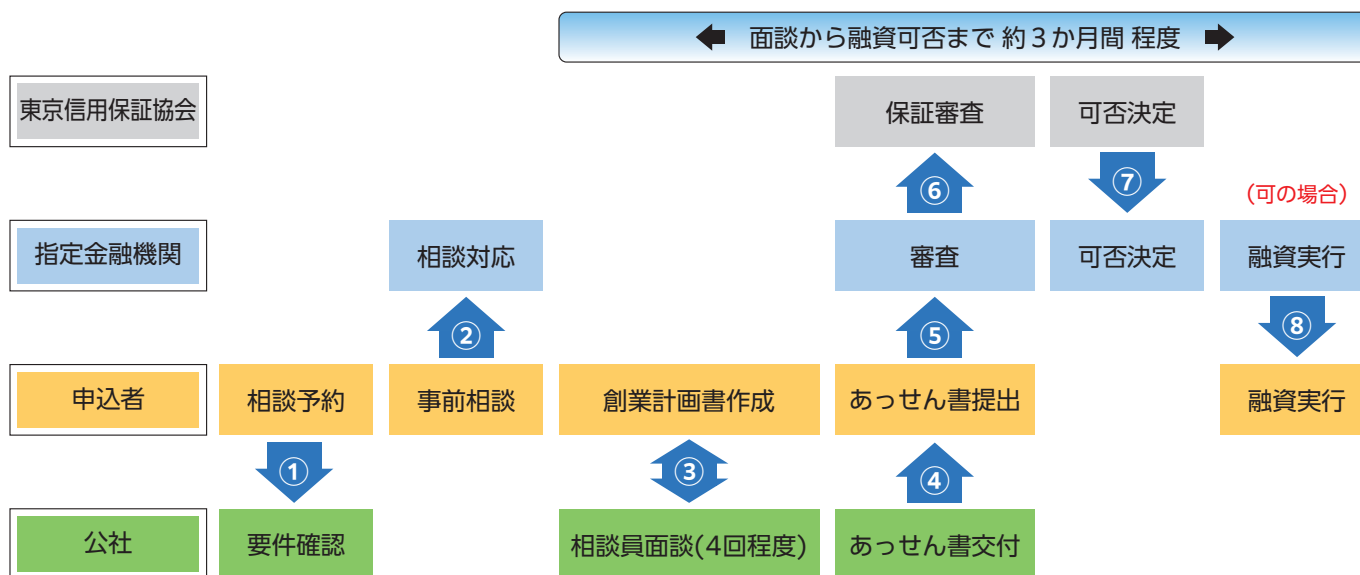 面談から融資可否まで 約3か月間 程度
東京信用保証協会
保証審査
可否決定
⑥
⑦
(可の場合)
指定金融機関
相談対応
審査
可否決定
融資実行
②
⑤
⑧
申込者
相談予約
事前相談
創業計画書作成
あっせん書提出
融資実行
①
③
④
公社
要件確認
相談員面談(4回程度)
あっせん書交付